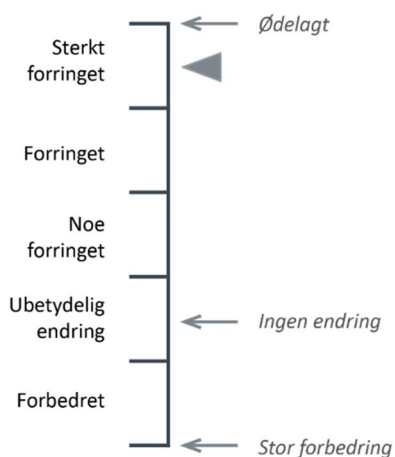 Ødelagt
Sterkt
forringet
Forringet
Noe
forringet
Ubetydelig
endring
Ingen endring
Forbedret
Stor forbedring